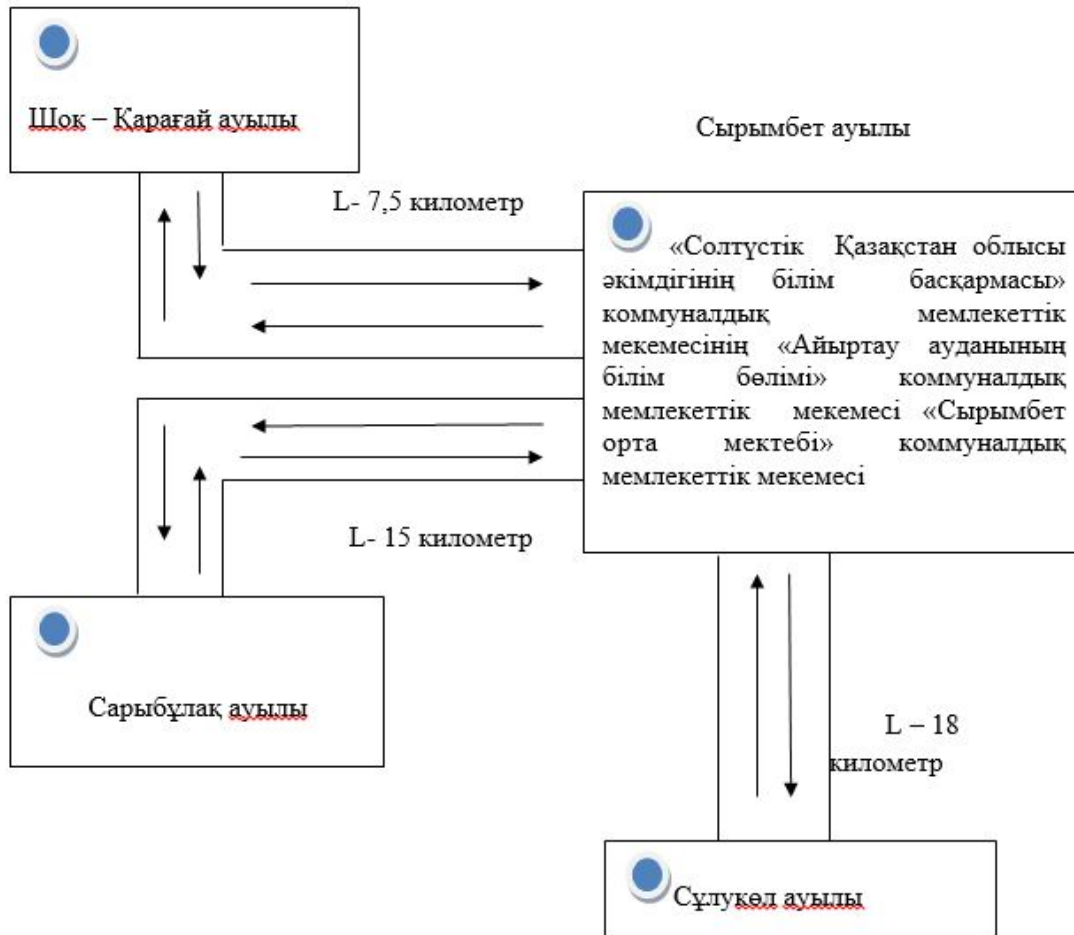 Шоқ – Қарағай ауылы
Сырымбет ауылы
L- 7,5 километр
«Солтүстік Қазақстан облысы
әкімдігінің білім басқармасы»
коммуналдық мемлекеттік
мекемесінің «Айыртау ауданының
білім бөлімі» коммуналдық
мемлекеттік мекемесі «Сырымбет
орта мектебі» коммуналдық
мемлекеттік мекемесі
L- 15 километр
Сарыбұлақ ауылы
L – 18
километр
Сұлукөл ауылы